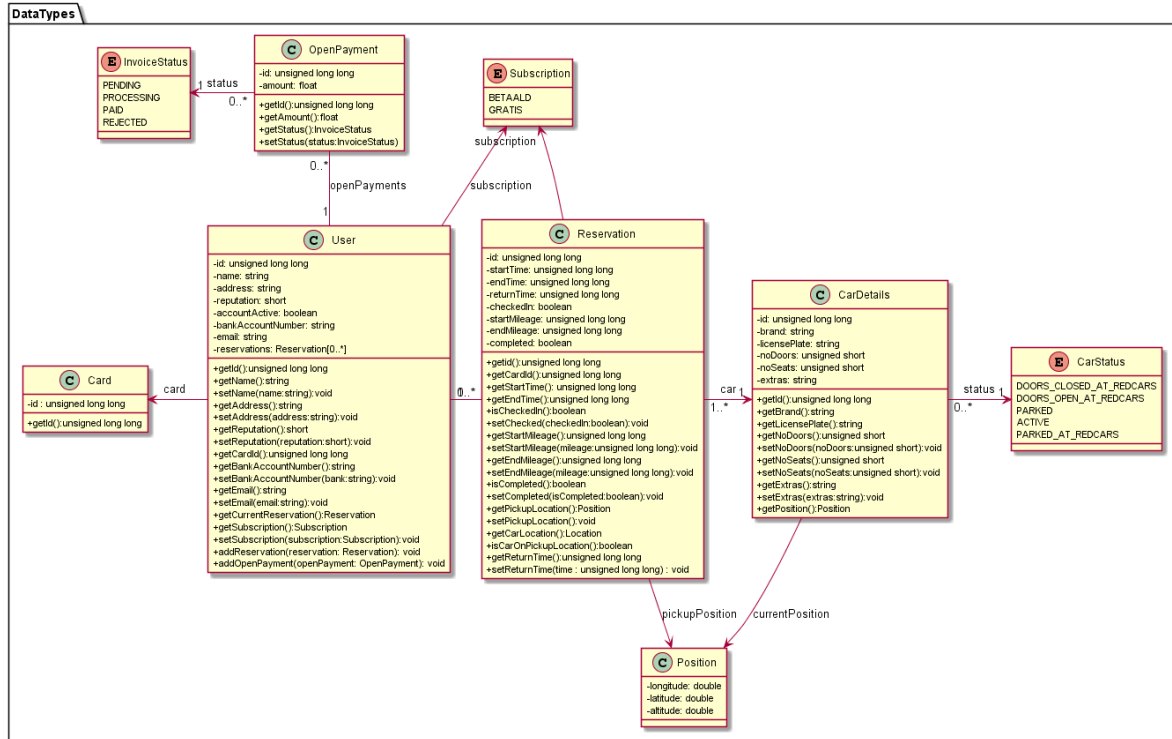 DataTypes
E InvoiceStatus
PENDING
PROCESSING
PAID
REJECTED
1 status
0..*
C OpenPayment
-id: unsigned long long
-amount: float
+getId():unsigned long long
+getAmount():float
+getStatus():InvoiceStatus
+setStatus(status:InvoiceStatus)
0..*
openPayments
1
E Subscription
BETAALD
GRATIS
subscription
subscription
C User
-id: unsigned long long
-name: string
-address: string
-reputation: short
-accountActive: boolean
-bankAccountNumber: string
-email: string
-reservations: Reservation[0..*]
+getId():unsigned long long
+getName():string
+setName(name:string):void
+getAddress():string
+setAddress(address:string):void
+getReputation():short
+setReputation(reputation:short):void
+getCardId():unsigned long long
+getBankAccountNumber():string
+setBankAccountNumber(bank:string):void
+getEmail():string
+setEmail(email:string):void
+getCurrentReservation():Reservation
+getSubscription():Subscription
+setSubscription(subscription:Subscription):void
+addReservation(reservation: Reservation): void
+addOpenPayment(openPayment: OpenPayment): void
C Card
-id : unsigned long long
+getId():unsigned long long
card
0..*
C Reservation
-id: unsigned long long
-startTime: unsigned long long
-endTime: unsigned long long
-returnTime: unsigned long long
-checkedIn: boolean
-startMileage: unsigned long long
-endMileage: unsigned long long
-completed: boolean
+getid():unsigned long long
+getCardId():unsigned long long
+getStartTime(): unsigned long long
+getEndTime():unsigned long long
+isCheckedIn():boolean
+setChecked(checkedIn:boolean):void
+getStartMileage():unsigned long long
+setStartMileage(mileage:unsigned long long):void
+getEndMileage():unsigned long long
+setEndMileage(mileage:unsigned long long):void
+isCompleted():boolean
+setCompleted(isCompleted:boolean):void
+getPickupLocation():Position
+setPickupLocation():void
+getCarLocation():Location
+isCarOnPickupLocation():boolean
+getReturnTime():unsigned long long
+setReturnTime(time : unsigned long long) : void
car 1
1..*
C CarDetails
-id: unsigned long long
-brand: string
-licensePlate: string
-noDoors: unsigned short
-noSeats: unsigned short
-extras: string
+getId():unsigned long long
+getBrand():string
+getLicensePlate():string
+getNoDoors():unsigned short
+setNoDoors(noDoors:unsigned short):void
+getNoSeats():unsigned short
+setNoSeats(noSeats:unsigned short):void
+getExtras():string
+setExtras(extras:string):void
+getPosition():Position
status 1
0..*
E CarStatus
DOORS_CLOSED_AT_REDCARS
DOORS_OPEN_AT_REDCARS
PARKED
ACTIVE
PARKED_AT_REDCARS
pickupPosition
currentPosition
C Position
-longitude: double
-latitude: double
-altitude: double